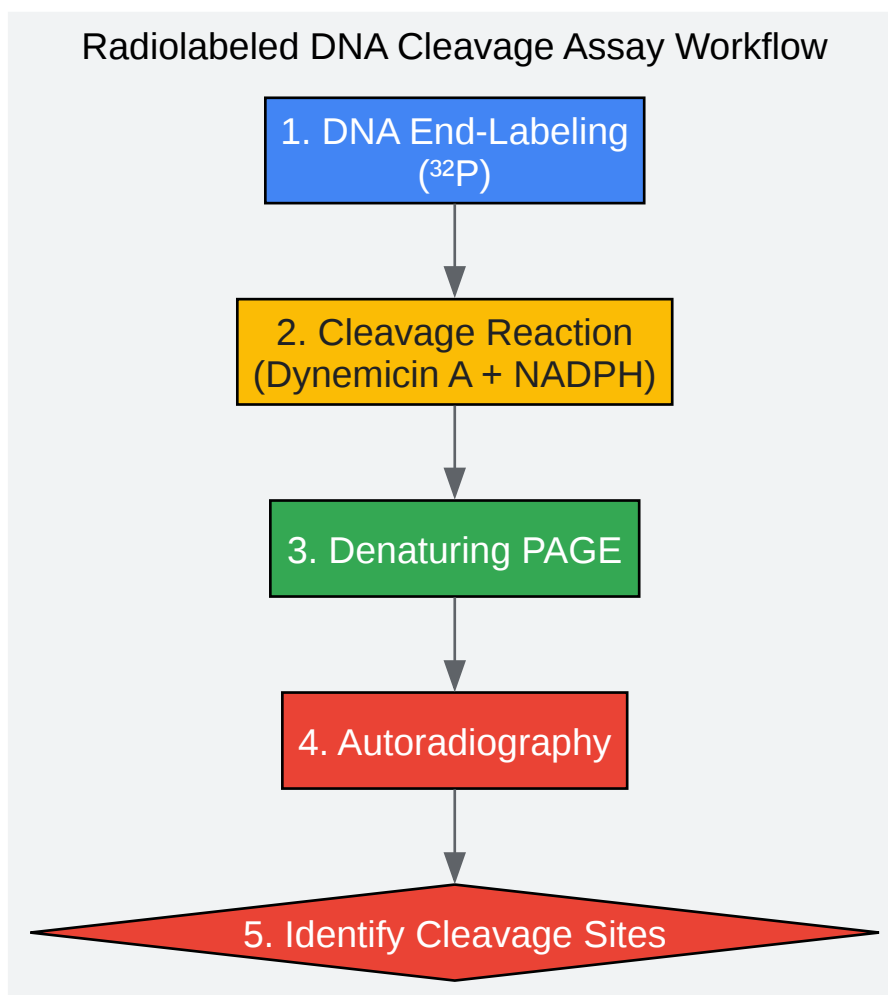 Radiolabeled DNA Cleavage Assay Workflow
1. DNA End-Labeling
(³²P)
2. Cleavage Reaction
(Dynemicin A + NADPH)
3. Denaturing PAGE
4. Autoradiography
5. Identify Cleavage Sites